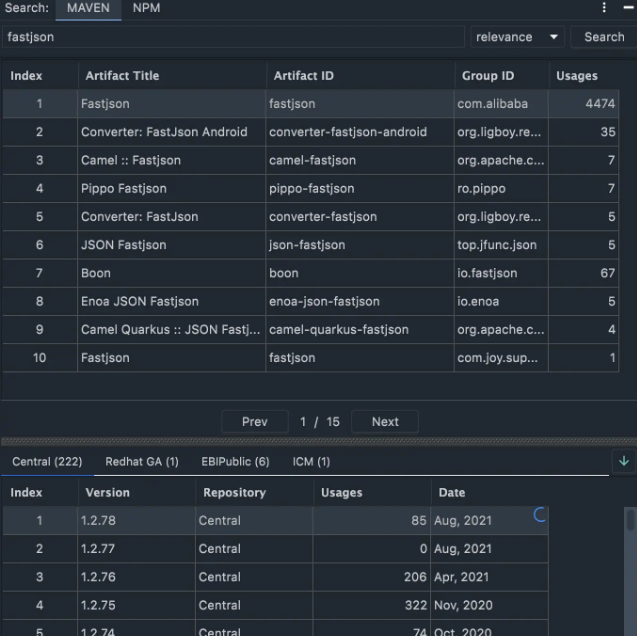 Search: MAVEN NPM
fastjson relevance Search
Index Artifact Title Artifact ID Group ID Usages
1 Fastjson fastjson com.alibaba 4474
2 Converter: FastJson Android converter-fastjson-android org.ligboy.re... 35
3 Camel :: Fastjson camel-fastjson org.apache.c... 7
4 Pippo Fastjson pippo-fastjson ro.pippo 7
5 Converter: FastJson converter-fastjson org.ligboy.re... 5
6 JSON Fastjson json-fastjson top.jfunc.json 5
7 Boon boon io.fastjson 67
8 Enoa JSON Fastjson enoa-json-fastjson io.enoa 5
9 Camel Quarkus :: JSON Fastj... camel-quarkus-fastjson org.apache.c... 4
10 Fastjson fastjson com.joy.sup... 1
Prev 1 / 15 Next
Central (222) Redhat GA (1) EBIPublic (6) ICM (1)
Index Version Repository Usages Date
1 1.2.78 Central 85 Aug, 2021
2 1.2.77 Central 0 Aug, 2021
3 1.2.76 Central 206 Apr, 2021
4 1.2.75 Central 322 Nov, 2020
5 1.2.74 Central 74 Oct, 2020